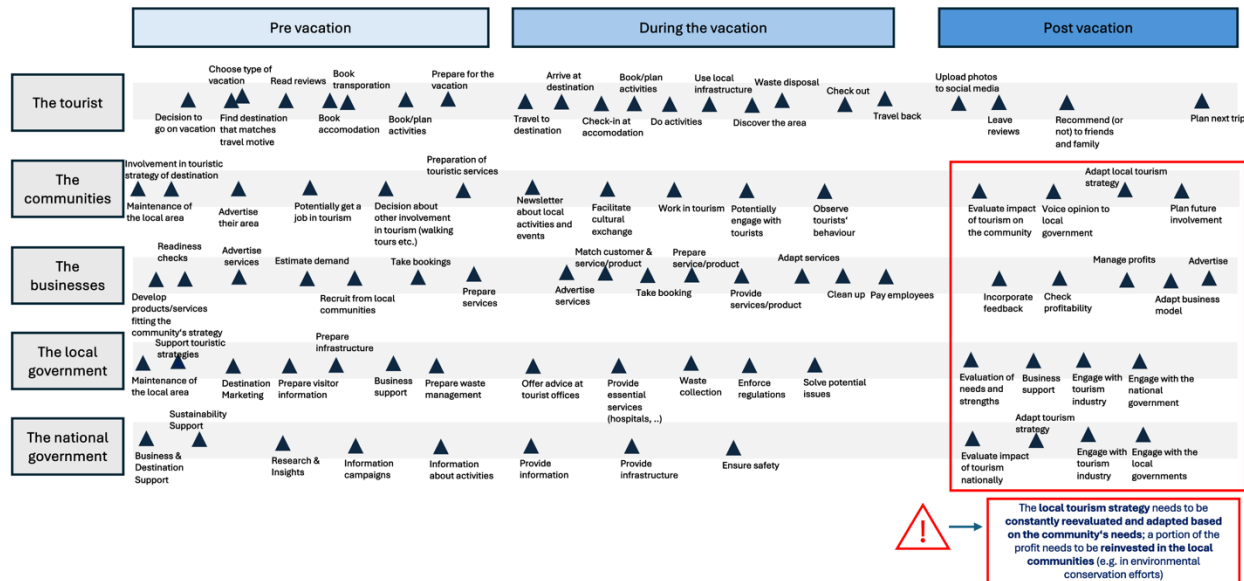 Pre vacation
During the vacation
Post vacation
The tourist
Decision to
go on vacation
Choose type of
vacation
Find destination
that matches
travel motive
Read reviews
Book
transporation
Book
accomodation
Book/plan
activities
Prepare for the
vacation
Travel to
destination
Arrive at
destination
Check-in at
accomodation
Book/plan
activities
Do activities
Use local
infrastructure
Discover the area
Waste disposal
Check out
Travel back
Upload photos
to social media
Leave
reviews
Recommend (or
not) to friends
and family
Plan next trip
The
communities
Involvement in touristic
strategy of destination
Maintenance of
the local area
Advertise
their area
Potentially get a
job in tourism
Decision about
other involvement
in tourism (walking
tours etc.)
Preparation of
touristic services
Newsletter
about local
activities and
events
Facilitate
cultural
exchange
Work in tourism
Potentially
engage with
tourists
Observe
tourists'
behaviour
Evaluate impact
of tourism on
the community
Voice opinion to
local
government
Adapt local tourism
strategy
Plan future
involvement
The
businesses
Develop
products/services
fitting the
community's strategy
Readiness
checks
Advertise
services
Estimate demand
Recruit from local
communities
Take bookings
Prepare
services
Advertise
services
Match customer &
service/product
Take booking
Prepare
service/product
Provide
services/product
Adapt services
Clean up
Pay employees
Incorporate
feedback
Check
profitability
Manage profits
Adapt business
model
Advertise
The local
government
Maintenance of
the local area
Support touristic
strategies
Destination
Marketing
Prepare visitor
information
Prepare
infrastructure
Business
support
Prepare waste
management
Offer advice at
tourist offices
Provide
essential
services
(hospitals, ..)
Waste
collection
Enforce
regulations
Solve potential
issues
Evaluation of
needs and
strengths
Business
support
Engage with
tourism
industry
Engage with the
national
government
The national
government
Business &
Destination
Support
Sustainability
Support
Research &
Insights
Information
campaigns
Information
about activities
Provide
information
Provide
infrastructure
Ensure safety
Evaluate impact
of tourism
nationally
Adapt tourism
strategy
Engage with
tourism
industry
Engage with the
local
governments
!
The local tourism strategy needs to be
constantly reevaluated and adapted based
on the community's needs; a portion of the
profit needs to be reinvested in the local
communities (e.g. in environmental
conservation efforts)